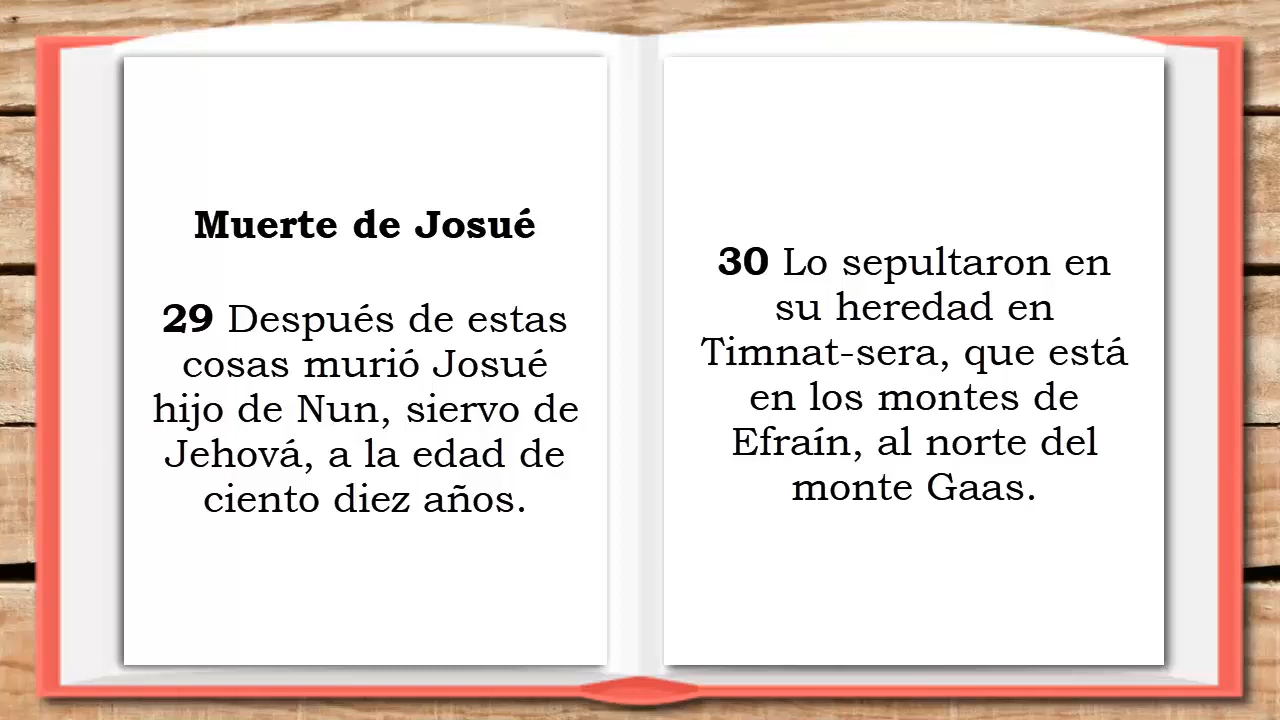 Muerte de Josué
29 Después de estas
cosas murió Josué
hijo de Nun, siervo de
Jehová, a la edad de
ciento diez años.
30 Lo sepultaron en
su heredad en
Timnat-sera, que está
en los montes de
Efraín, al norte del
monte Gaas.